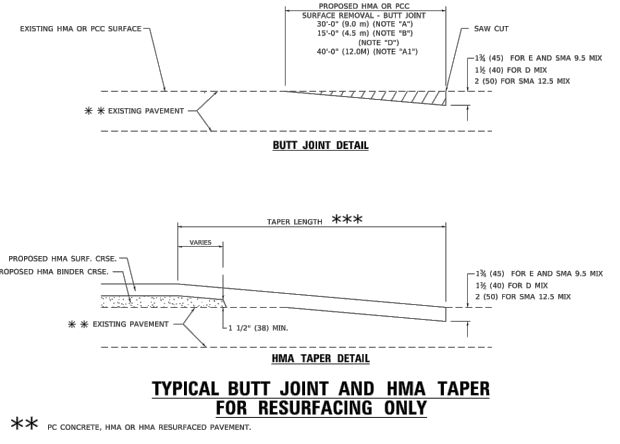 PROPOSED HMA OR PCC
SURFACE REMOVAL - BUTT JOINT
30'-0" (9.0 m) (NOTE "A")
15'-0" (4.5 m) (NOTE "B")
(NOTE "D")
40'-0" (12.0M) (NOTE "A1")
EXISTING HMA OR PCC SURFACE
SAW CUT
1¾ (45) FOR E AND SMA 9.5 MIX
1½ (40) FOR D MIX
2 (50) FOR SMA 12.5 MIX
** EXISTING PAVEMENT
BUTT JOINT DETAIL
TAPER LENGTH ***
VARIES
PROPOSED HMA SURF. CRSE.
ROPOSED HMA BINDER CRSE.
1¾ (45) FOR E AND SMA 9.5 MIX
1½ (40) FOR D MIX
2 (50) FOR SMA 12.5 MIX
** EXISTING PAVEMENT
1 1/2" (38) MIN.
HMA TAPER DETAIL
TYPICAL BUTT JOINT AND HMA TAPER
FOR RESURFACING ONLY
** PC CONCRETE, HMA OR HMA RESURFACED PAVEMENT.